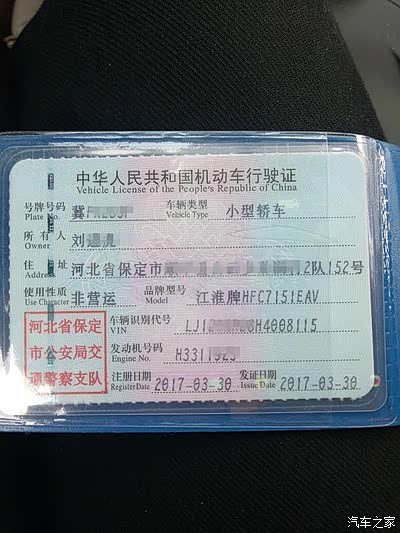 中华人民共和国机动车行驶证
Vehicle License of the People's Republic of China
号牌号码 冀F 车辆类型 小型轿车
Plate No. Vehicle Type
所有人 刘
Owner
住址 河北省保定市 2队152号
Address
使用性质 非营运 品牌型号 江淮牌HFC7151EAV
Use Character Model
河北省保定
市公安局交
通警察支队
车辆识别代号 LJ1 H4008115
VIN
发动机号码 H331
Engine No.
注册日期 2017-03-30 发证日期 2017-03-30
Register Date Issue Date
汽车之家